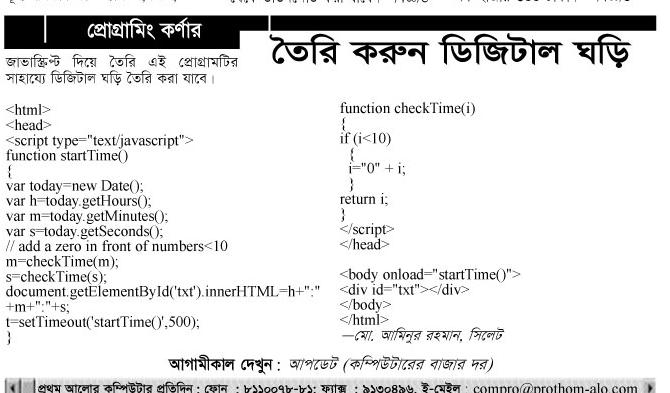 প্রোগ্রামিং কর্ণার
তৈরি করুন ডিজিটাল ঘড়ি
জাভাস্ক্রিপ্ট দিয়ে তৈরি এই প্রোগ্রামটির
সাহায্যে ডিজিটাল ঘড়ি তৈরি করা যাবে।
<html>
<head>
<script type="text/javascript">
function startTime()
{
var today=new Date();
var h=today.getHours();
var m=today.getMinutes();
var s=today.getSeconds();
// add a zero in front of numbers<10
m=checkTime(m);
s=checkTime(s);
document.getElementById('txt').innerHTML=h+":"
+m+":"+s;
t=setTimeout('startTime()',500);
}
function checkTime(i)
{
if (i<10)
{
i="0" + i;
}
return i;
}
</script>
</head>
<body onload="startTime()">
<div id="txt"></div>
</body>
</html>
—মো. আমিনুর রহমান, সিলেট
আগামীকাল দেখুন : আপডেট (কম্পিউটারের বাজার দর)
প্রথম আলোর কম্পিউটার প্রতিদিন : ফোন : ৮১১০০৭৮-৮১; ফ্যাক্স : ৯১৩০৪৯৬, ই-মেইল : compro@prothom-alo.com